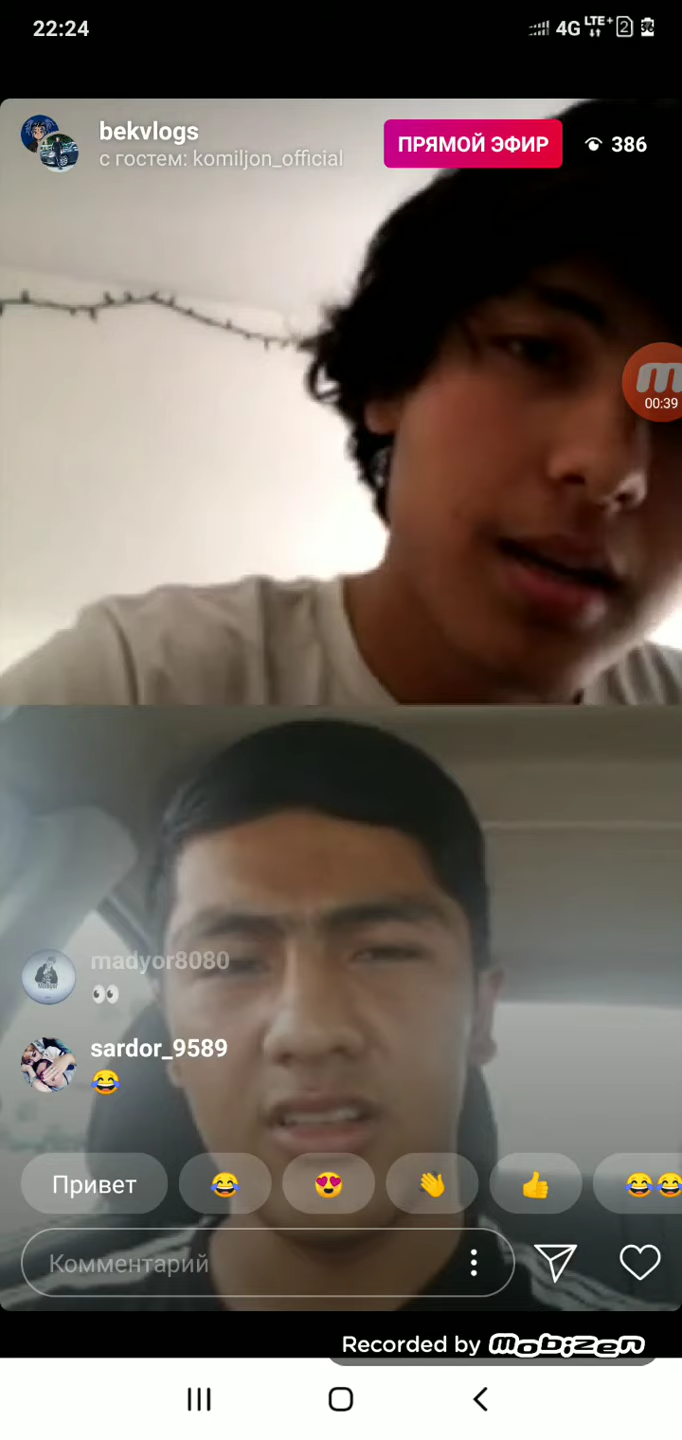 22:24
4G LTE+ 2
bekvlogs
с гостем: komiljon_official
ПРЯМОЙ ЭФИР
386
m
00:39
madyor8080
👀
sardor_9589
😂
Привет 😂 😍 👏 👍 😂😂
Комментарий
Recorded by mobizen